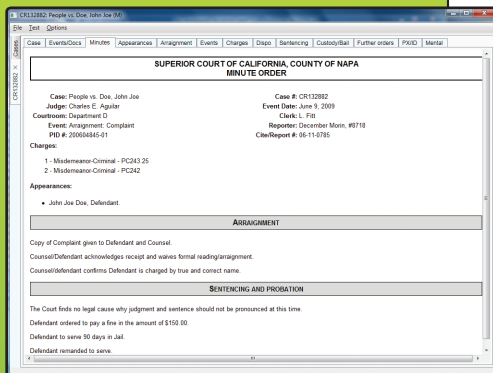 CR132882: People vs. Doe, John Joe (M)
File Test Options
Case Events/Docs Minutes Appearances Arraignment Events Charges Dispo Sentencing Custody/Bail Further orders PX/ID Mental
Cases
CR132882 ×
SUPERIOR COURT OF CALIFORNIA, COUNTY OF NAPA
MINUTE ORDER
Case: People vs. Doe, John Joe Case #: CR132882
Judge: Charles E. Aguilar Event Date: June 9, 2009
Courtroom: Department D Clerk: L. Fitt
Event: Arraignment: Complaint Reporter: December Morin, #8718
PID #: 200604845-01 Cite/Report #: 06-11-0785
Charges:
1 - Misdemeanor-Criminal - PC243.25
2 - Misdemeanor-Criminal - PC242
Appearances:
• John Joe Doe, Defendant.
ARRAIGNMENT
Copy of Complaint given to Defendant and Counsel.
Counsel/Defendant acknowledges receipt and waives formal reading/arraignment.
Counsel/defendant confirms Defendant is charged by true and correct name.
SENTENCING AND PROBATION
The Court finds no legal cause why judgment and sentence should not be pronounced at this time.
Defendant ordered to pay a fine in the amount of $150.00.
Defendant to serve 90 days in Jail.
Defendant remanded to serve.